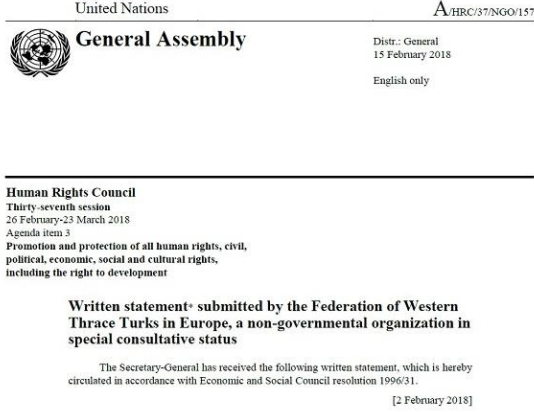 United Nations
A/HRC/37/NGO/157
General Assembly
Distr.: General
15 February 2018
English only
Human Rights Council
Thirty-seventh session
26 February-23 March 2018
Agenda item 3
Promotion and protection of all human rights, civil,
political, economic, social and cultural rights,
including the right to development
Written statement* submitted by the Federation of Western
Thrace Turks in Europe, a non-governmental organization in
special consultative status
The Secretary-General has received the following written statement, which is hereby
circulated in accordance with Economic and Social Council resolution 1996/31.
[2 February 2018]